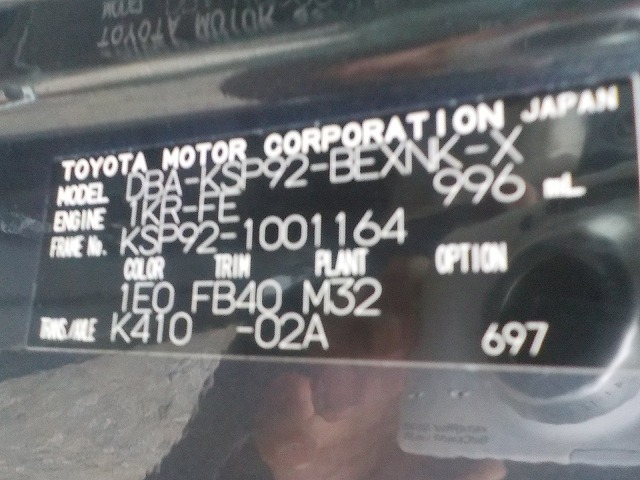 TOYOTA MOTOR CORPORATION JAPAN
MODEL DBA-KSP92-BEXNK-X
ENGINE 1KR-FE 996 mL
FRAME No. KSP92-1001164
COLOR TRIM PLANT OPTION
1E0 FB40 M32
TRANS/AXLE K410 -02A 697